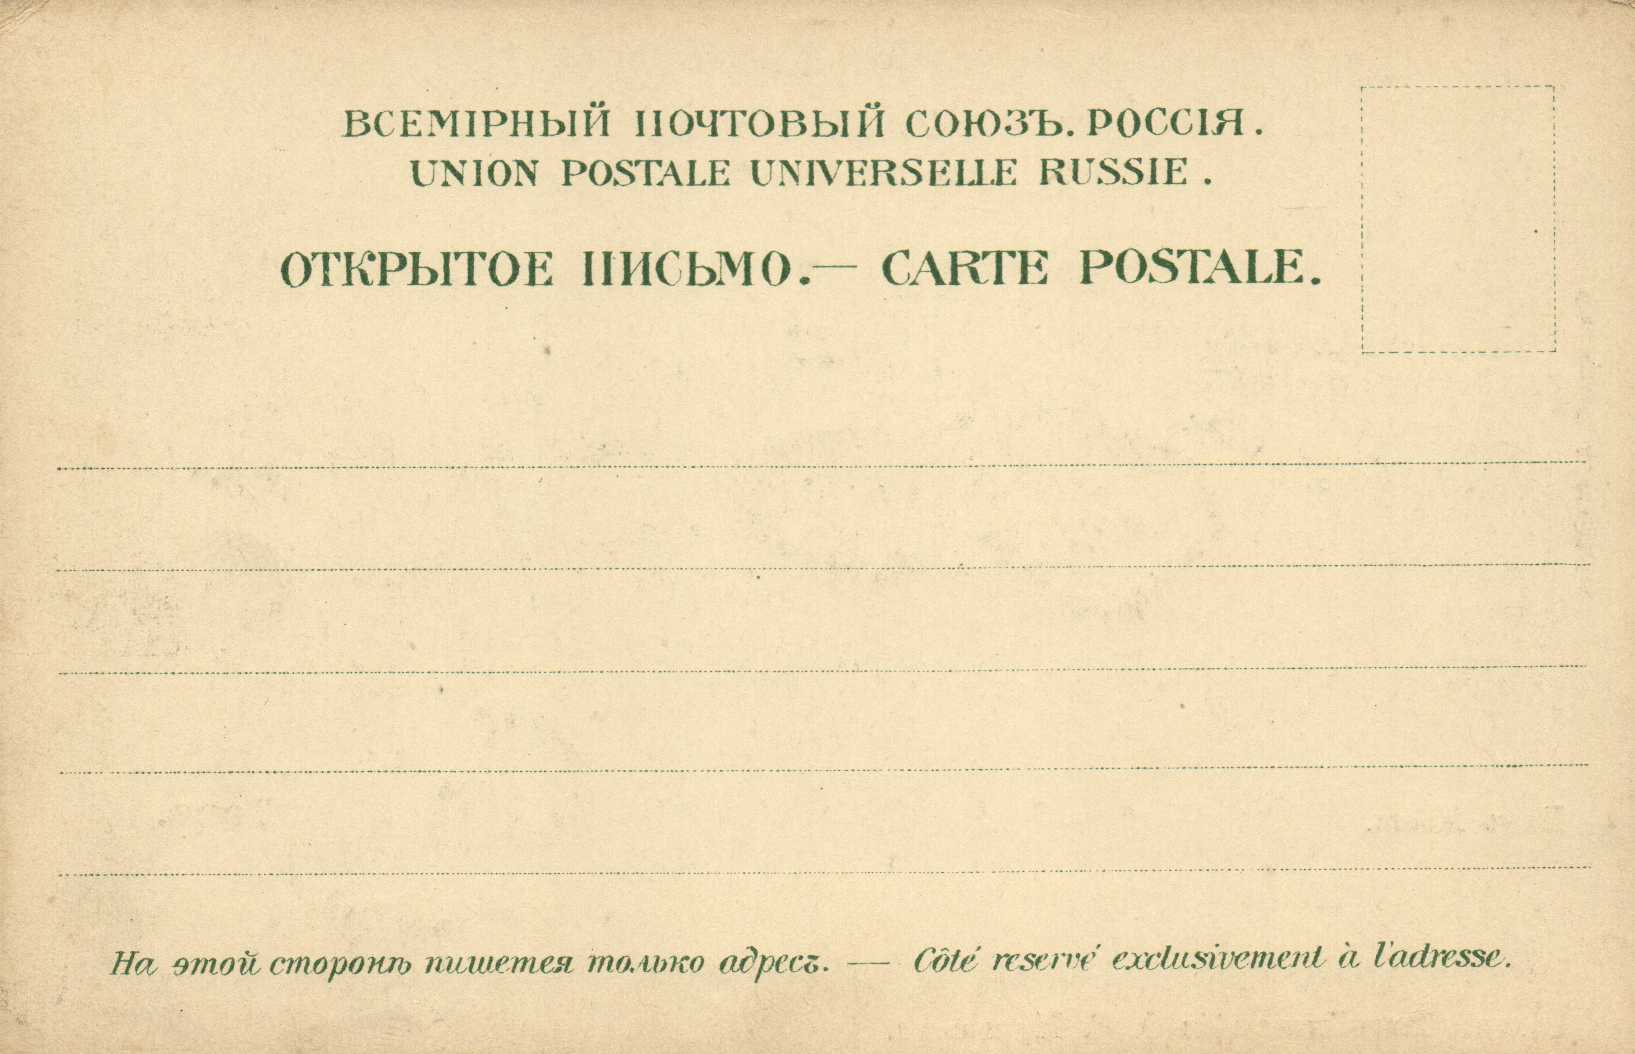 ВСЕМІРНЫЙ ПОЧТОВЫЙ СОЮЗЪ. РОССІЯ.
UNION POSTALE UNIVERSELLE RUSSIE.
ОТКРЫТОЕ ПИСЬМО.— CARTE POSTALE.
На этой сторонѣ пишется только адресъ. — Côté reservé exclusivement à l'adresse.